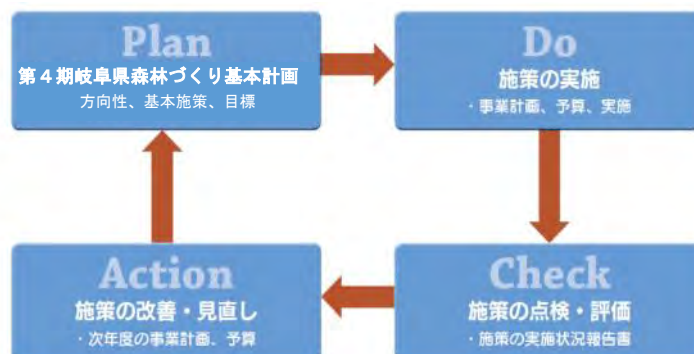 Plan
第４期岐阜県森林づくり基本計画
方向性、基本施策、目標
Do
施策の実施
・事業計画、予算、実施
Action
施策の改善・見直し
・次年度の事業計画、予算
Check
施策の点検・評価
・施策の実施状況報告書